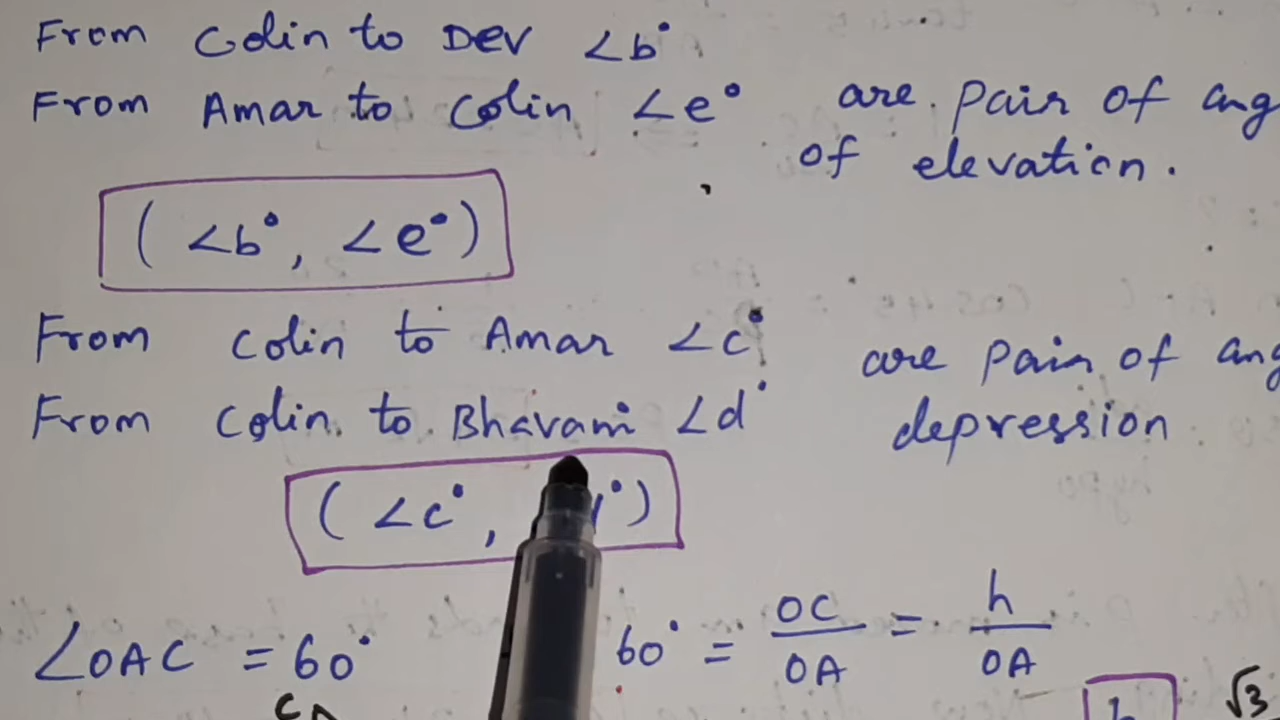 From Colin to Dev ∠b°
From Amar to Colin ∠e° are pair of ang
of elevation.
(∠b°, ∠e°)
From Colin to Amar ∠c° are pair of ang
From Colin to Bhavani ∠d° depression
(∠c°,
∠OAC = 60° 60° = OC/OA = h/OA
h √3
C